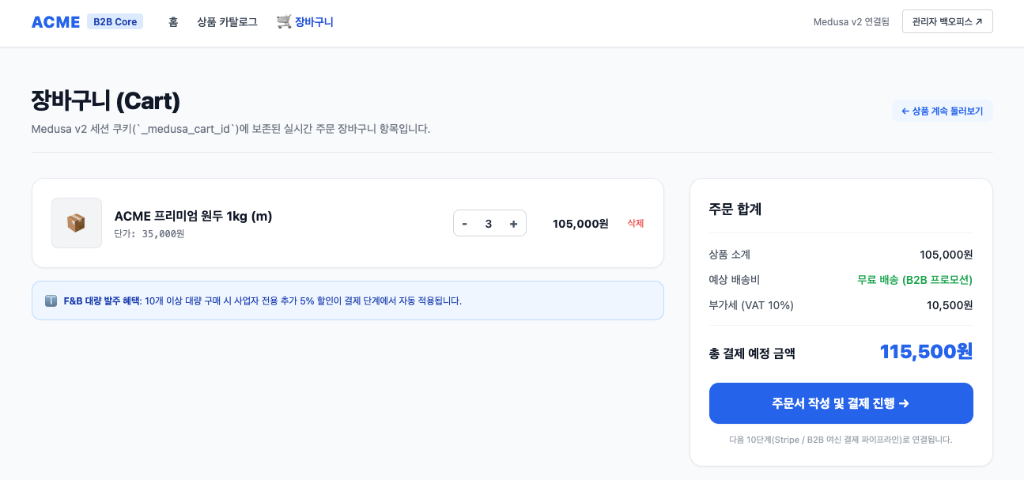 ACME B2B Core 홈 상품 카탈로그 장바구니 Medusa v2 연결됨 관리자 백오피스 ↗
장바구니 (Cart)
Medusa v2 세션 쿠키(`_medusa_cart_id`)에 보존된 실시간 주문 장바구니 항목입니다.
← 상품 계속 둘러보기
ACME 프리미엄 원두 1kg (m)
단가: 35,000원
- 3 + 105,000원 삭제
F&B 대량 발주 혜택: 10개 이상 대량 구매 시 사업자 전용 추가 5% 할인이 결제 단계에서 자동 적용됩니다.
주문 합계
상품 소계 105,000원
예상 배송비 무료 배송 (B2B 프로모션)
부가세 (VAT 10%) 10,500원
총 결제 예정 금액 115,500원
주문서 작성 및 결제 진행 →
다음 10단계(Stripe / B2B 여신 결제 파이프라인)로 연결됩니다.